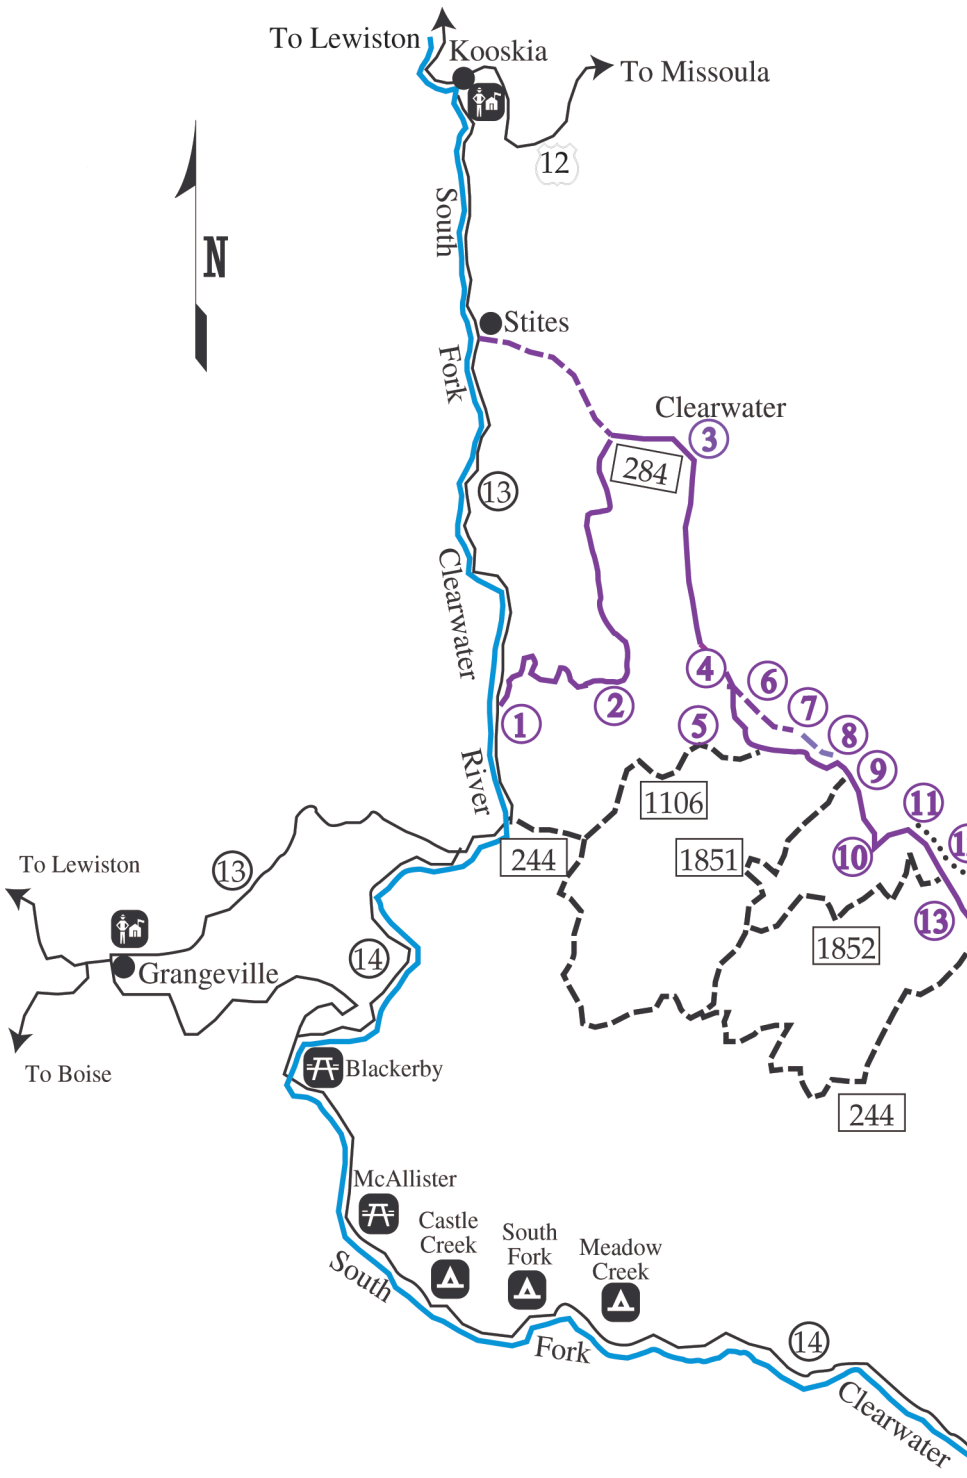 To Lewiston
Kooskia
To Missoula
12
South
N
Stites
Fork
Clearwater
3
284
13
Clearwater
4
6
2
7
1
5
8
River
9
1106
11
13
To Lewiston
244
1851
10
13
14
1852
Grangeville
Blackerby
To Boise
244
McAllister
Castle
Creek
South
Fork
Meadow
Creek
South
14
Fork
Clearwater